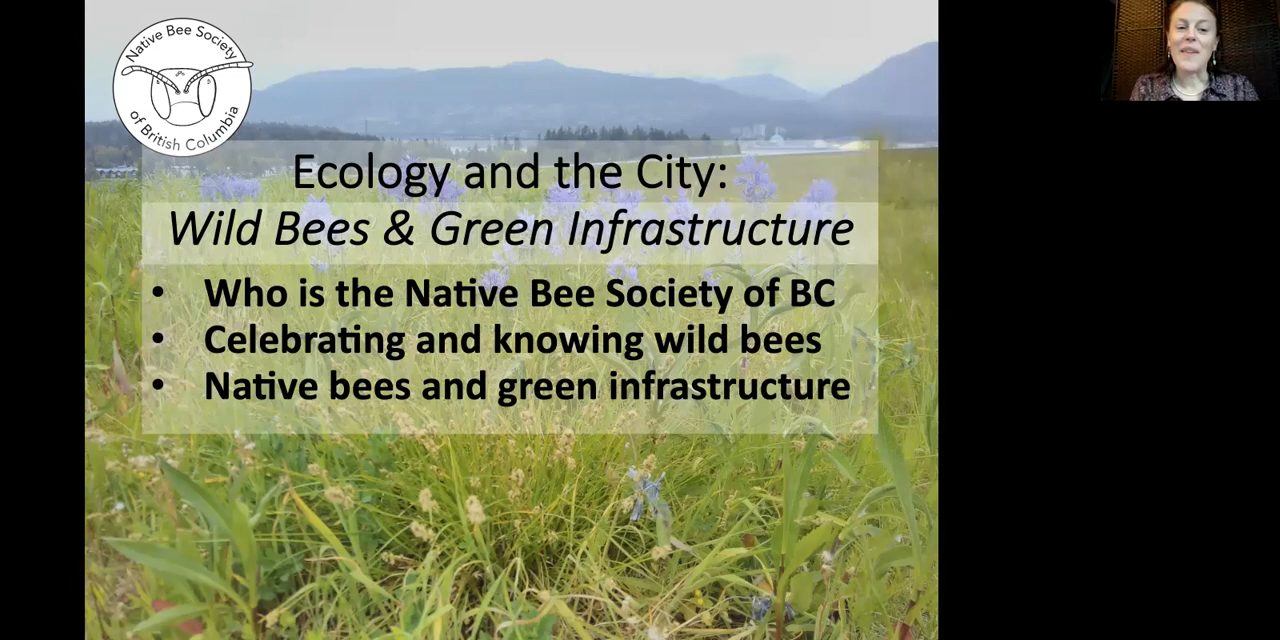 Native Bee Society
of British Columbia
Ecology and the City:
Wild Bees & Green Infrastructure
• Who is the Native Bee Society of BC
• Celebrating and knowing wild bees
• Native bees and green infrastructure